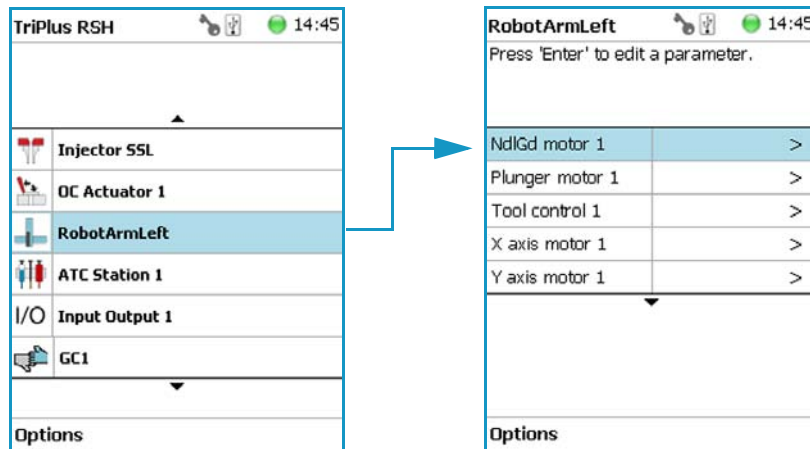 TriPlus RSH 14:45
Injector SSL
OC Actuator 1
RobotArmLeft
ATC Station 1
I/O Input Output 1
GC1
Options
RobotArmLeft 14:45
Press 'Enter' to edit a parameter.
NdlGd motor 1 >
Plunger motor 1 >
Tool control 1 >
X axis motor 1 >
Y axis motor 1 >
Options